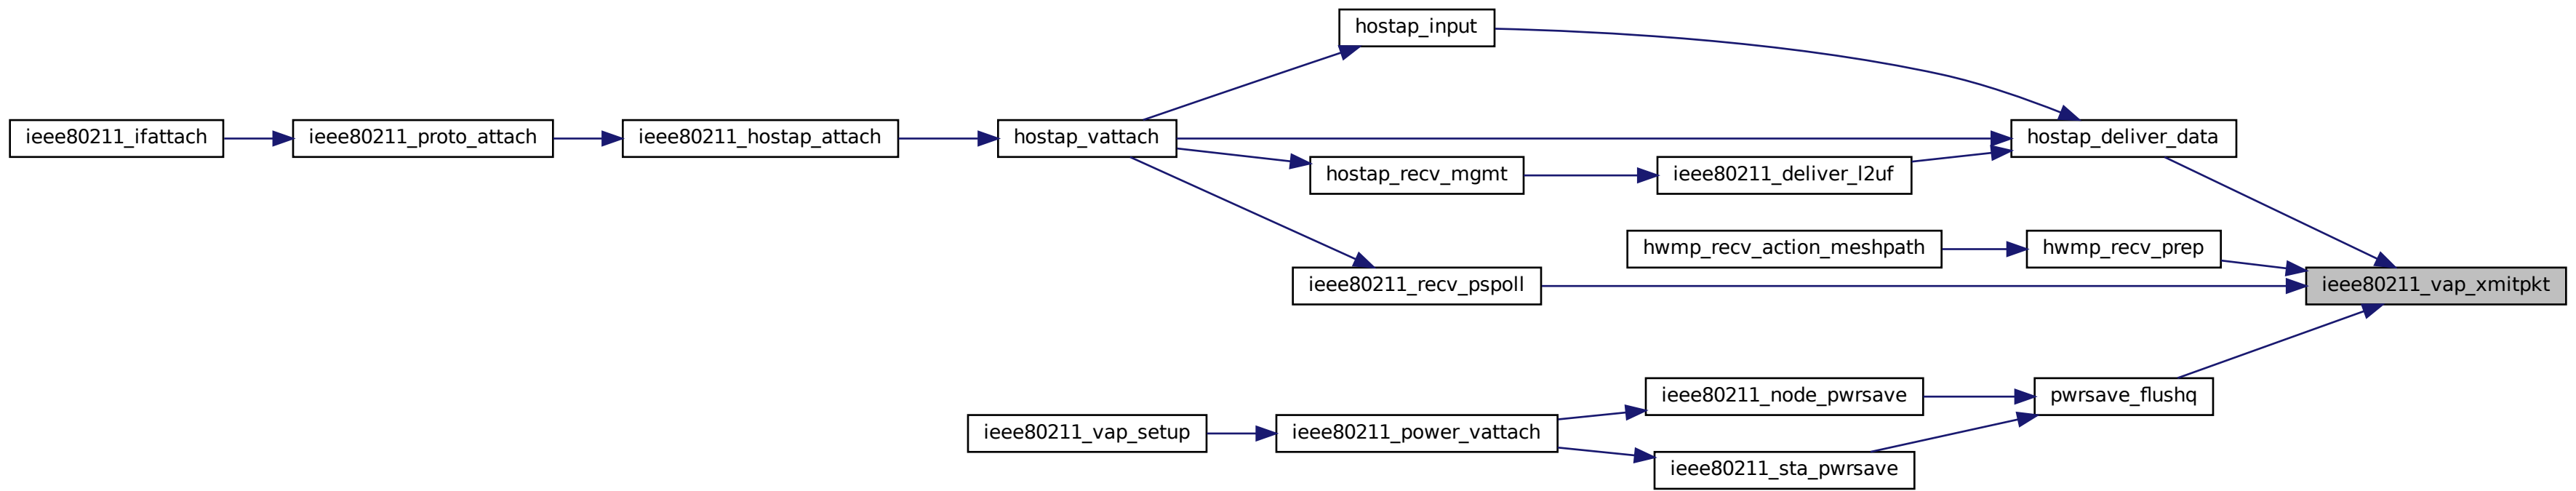 hostap_input
ieee80211_ifattach
ieee80211_proto_attach
ieee80211_hostap_attach
hostap_vattach
hostap_deliver_data
hostap_recv_mgmt
ieee80211_deliver_l2uf
hwmp_recv_action_meshpath
hwmp_recv_prep
ieee80211_recv_pspoll
ieee80211_vap_xmitpkt
ieee80211_node_pwrsave
pwrsave_flushq
ieee80211_vap_setup
ieee80211_power_vattach
ieee80211_sta_pwrsave